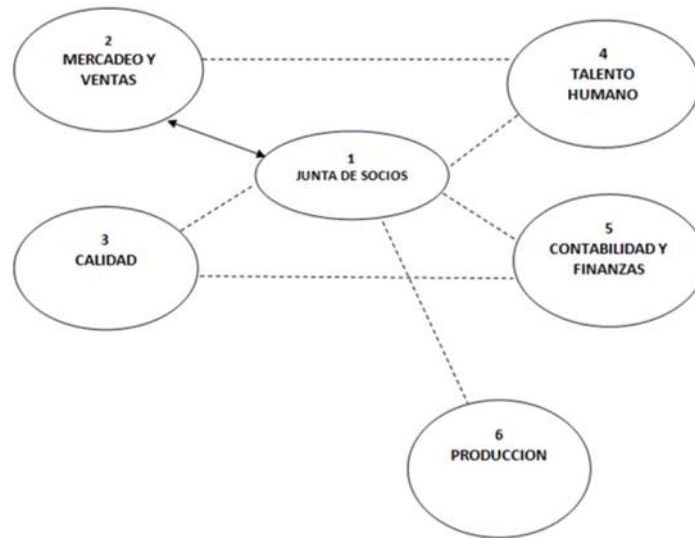 2
MERCADEO Y
VENTAS
4
TALENTO
HUMANO
1
JUNTA DE SOCIOS
3
CALIDAD
5
CONTABILIDAD Y
FINANZAS
6
PRODUCCION